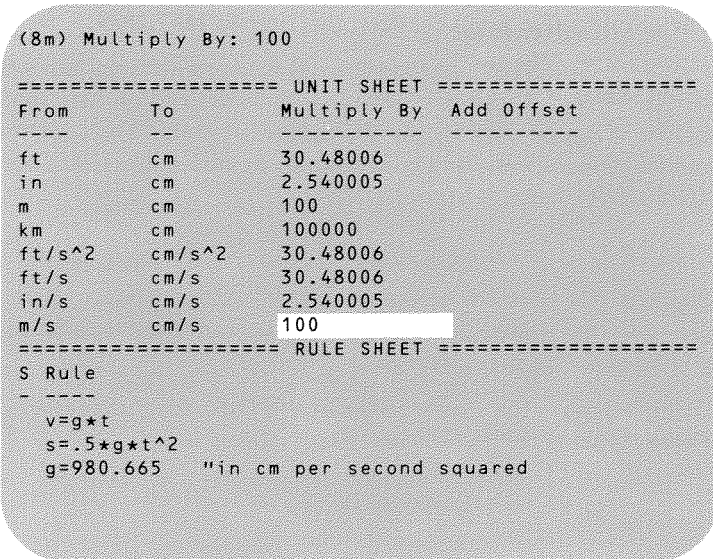 (8m) Multiply By: 100
==================== UNIT SHEET ====================
From To Multiply By Add Offset
---- -- ----------- ----------
ft cm 30.48006
in cm 2.540005
m cm 100
km cm 100000
ft/s^2 cm/s^2 30.48006
ft/s cm/s 30.48006
in/s cm/s 2.540005
m/s cm/s 100
==================== RULE SHEET ====================
S Rule
- ----
v=g*t
s=.5*g*t^2
g=980.665 "in cm per second squared